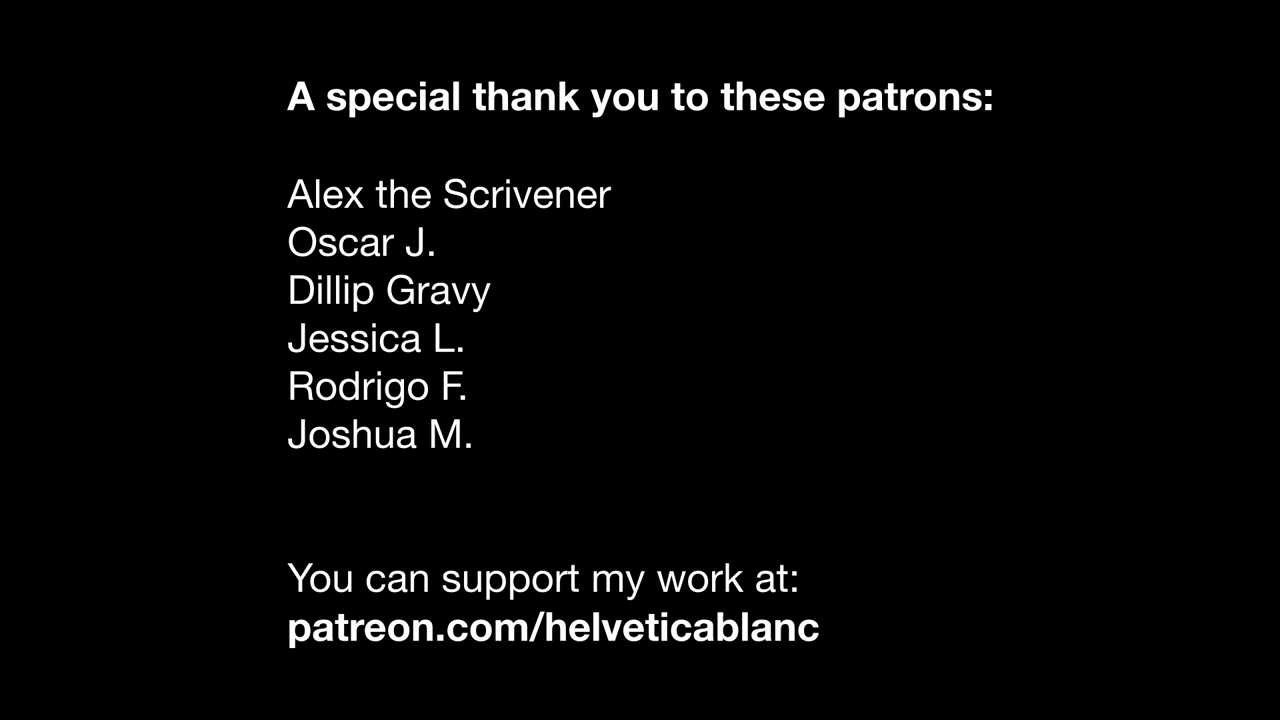 A special thank you to these patrons:
Alex the Scrivener
Oscar J.
Dillip Gravy
Jessica L.
Rodrigo F.
Joshua M.
You can support my work at:
patreon.com/helveticablanc